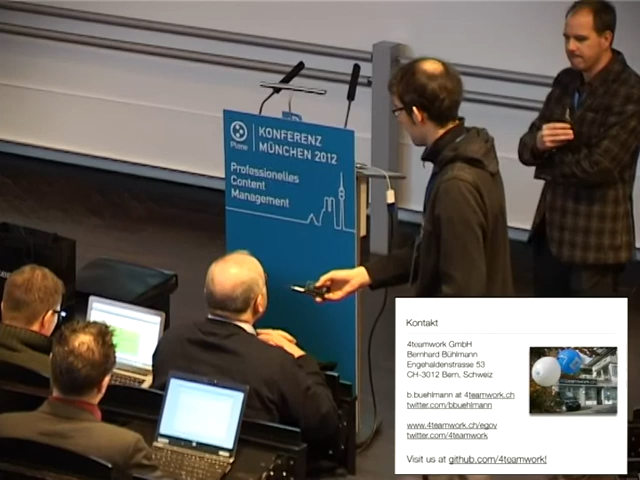 Plone
KONFERENZ
MÜNCHEN 2012
Professionelles
Content
Management
Kontakt
4teamwork GmbH
Bernhard Bühlmann
Engehaldenstrasse 53
CH-3012 Bern, Schweiz
b.buehlmann at 4teamwork.ch
twitter.com/bbuehlmann
www.4teamwork.ch/egov
twitter.com/4teamwork
Visit us at github.com/4teamwork!